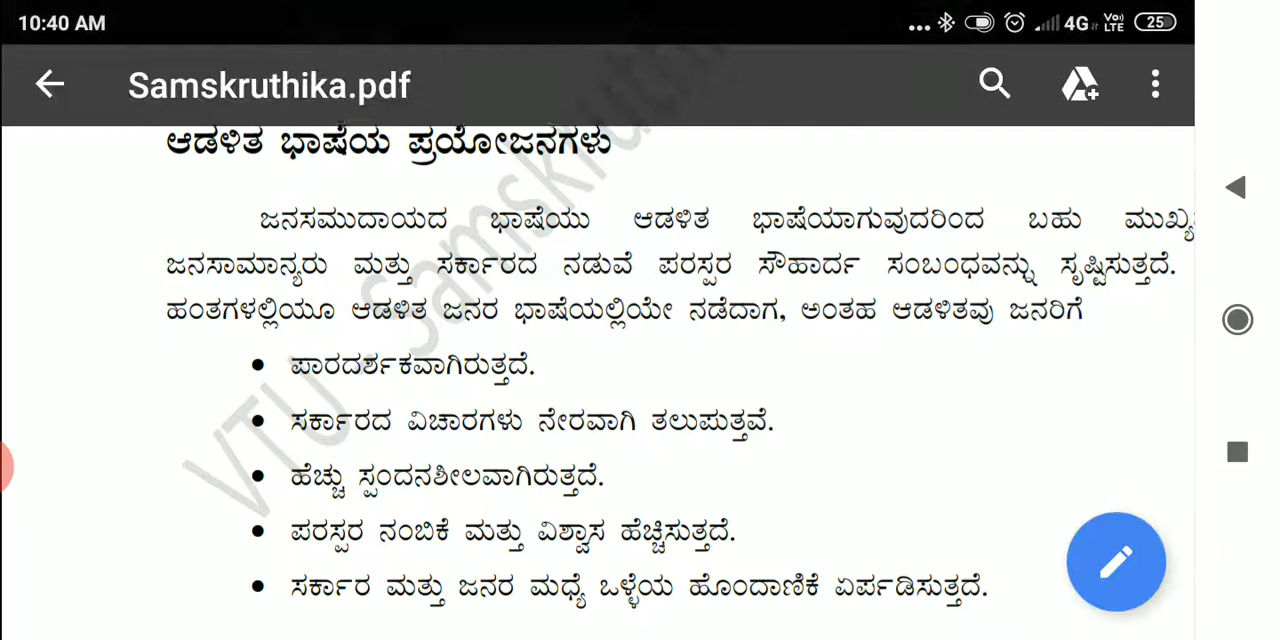 10:40 AM
... 4G Vo) LTE 25
Samskruthika.pdf
ಆಡಳಿತ ಭಾಷೆಯ ಪ್ರಯೋಜನಗಳು
ಜನಸಮುದಾಯದ ಭಾಷೆಯು ಆಡಳಿತ ಭಾಷೆಯಾಗುವುದರಿಂದ ಬಹು
ಜನಸಾಮಾನ್ಯರು ಮತ್ತು ಸರ್ಕಾರದ ನಡುವೆ ಪರಸ್ಪರ ಸೌಹಾರ್ದ ಸಂಬಂಧವನ್ನು ಸೃಷ್ಟಿಸುತ್ತದೆ.
ಹಂತಗಳಲ್ಲಿಯೂ ಆಡಳಿತ ಜನರ ಭಾಷೆಯಲ್ಲಿಯೇ ನಡೆದಾಗ, ಅಂತಹ ಆಡಳಿತವು ಜನರಿಗೆ
• ಪಾರದರ್ಶಕವಾಗಿರುತ್ತದೆ.
• ಸರ್ಕಾರದ ವಿಚಾರಗಳು ನೇರವಾಗಿ ತಲುಪುತ್ತವೆ.
• ಹೆಚ್ಚು ಸ್ಪಂದನಶೀಲವಾಗಿರುತ್ತದೆ.
• ಪರಸ್ಪರ ನಂಬಿಕೆ ಮತ್ತು ವಿಶ್ವಾಸ ಹೆಚ್ಚಿಸುತ್ತದೆ.
• ಸರ್ಕಾರ ಮತ್ತು ಜನರ ಮಧ್ಯೆ ಒಳ್ಳೆಯ ಹೊಂದಾಣಿಕೆ ಏರ್ಪಡಿಸುತ್ತದೆ.